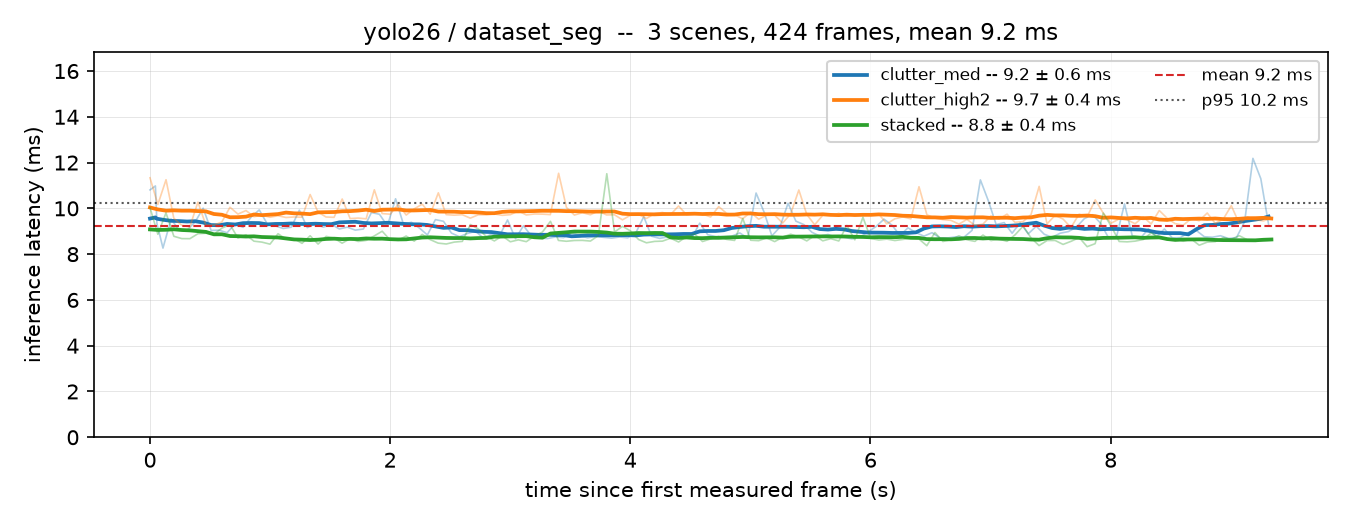 yolo26 / dataset_seg  --  3 scenes, 424 frames, mean 9.2 ms
clutter_med -- 9.2 ± 0.6 ms
clutter_high2 -- 9.7 ± 0.4 ms
stacked -- 8.8 ± 0.4 ms
mean 9.2 ms
p95 10.2 ms
inference latency (ms)
16
14
12
10
8
6
4
2
0
0 2 4 6 8
time since first measured frame (s)